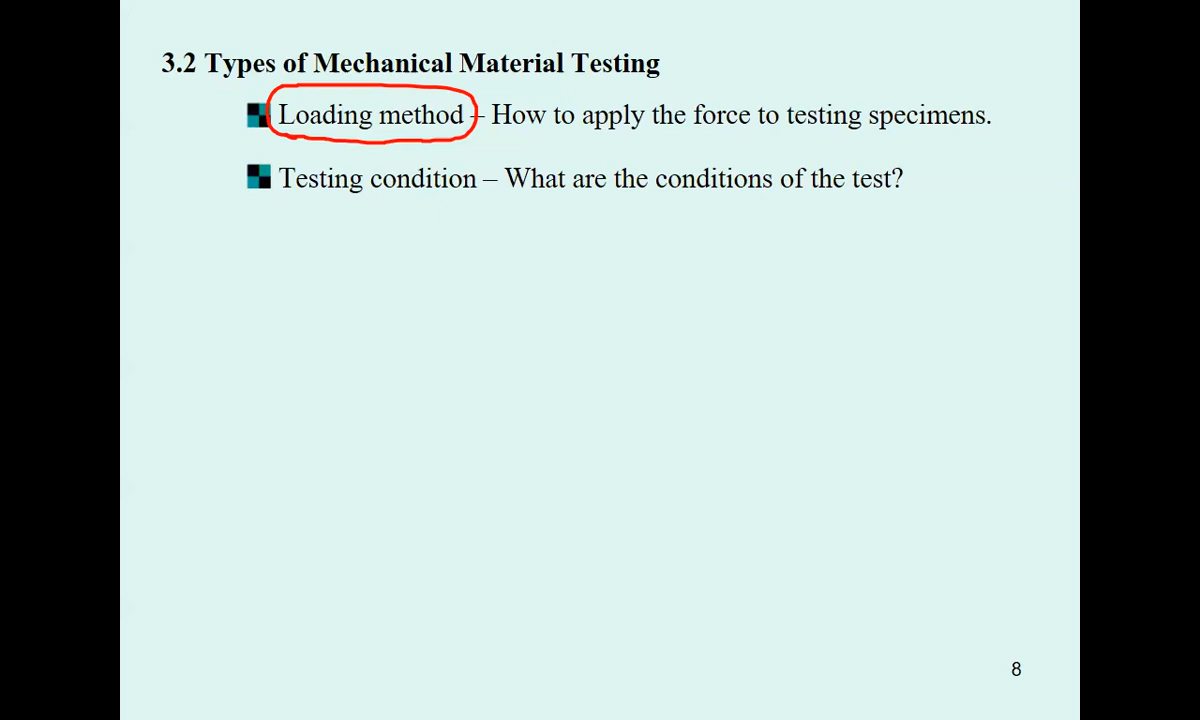 3.2 Types of Mechanical Material Testing
Loading method – How to apply the force to testing specimens.
Testing condition – What are the conditions of the test?
8